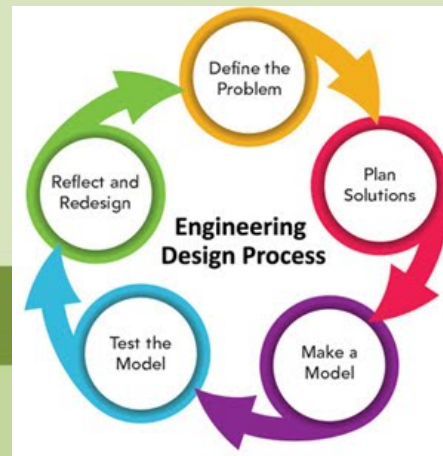 Define the
Problem
Plan
Solutions
Make a
Model
Test the
Model
Reflect and
Redesign
Engineering
Design Process